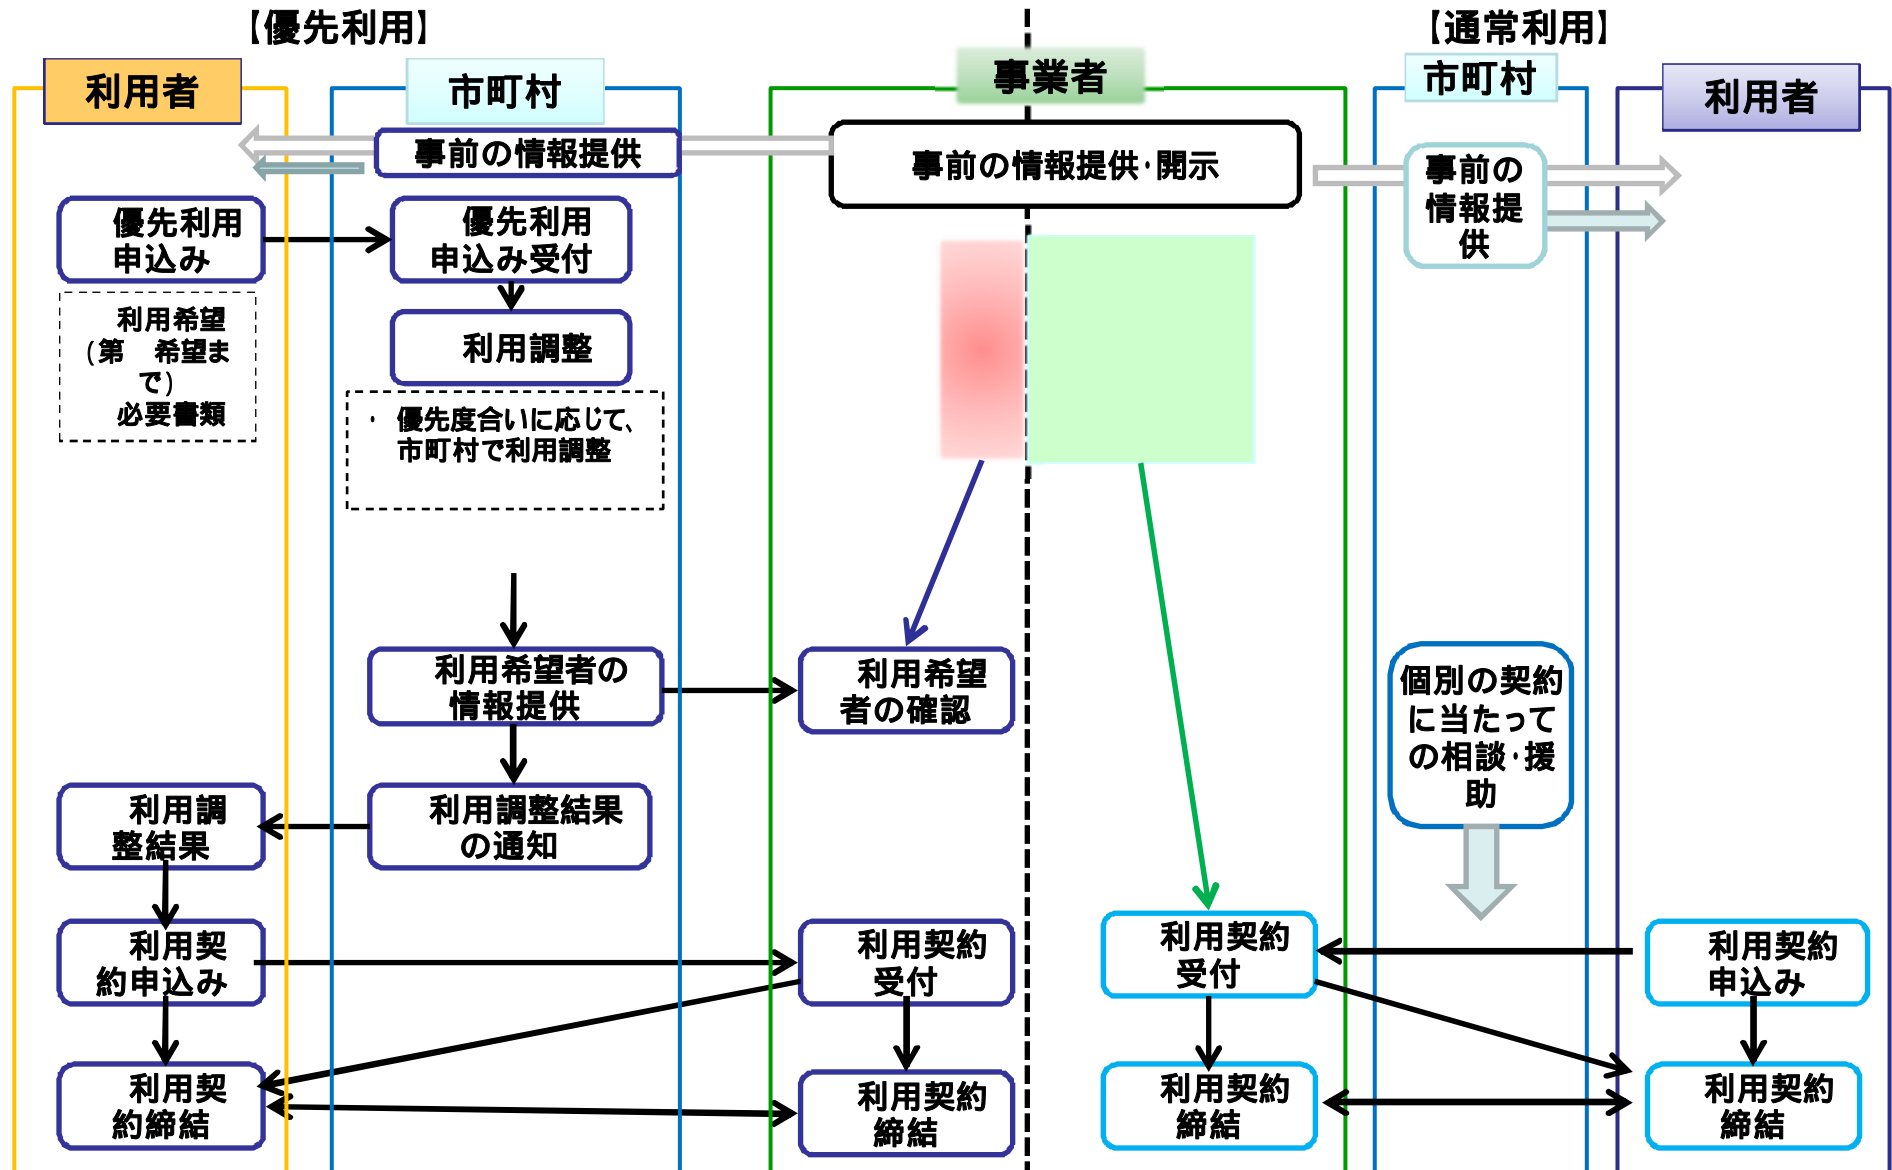 【優先利用】
【通常利用】
利用者
市町村
事業者
市町村
利用者
事前の情報提供
事前の情報提供・開示
事前の
情報提
供
優先利用
申込み
優先利用
申込み受付
利用希望
(第　希望ま
で)
必要書類
利用調整
・ 優先度合いに応じて、
市町村で利用調整
利用希望者の
情報提供
利用希望
者の確認
個別の契約
に当たって
の相談・援
助
利用調
整結果
利用調整結果
の通知
利用契
約申込み
利用契約
受付
利用契約
受付
利用契約
申込み
利用契
約締結
利用契約
締結
利用契約
締結
利用契約
締結